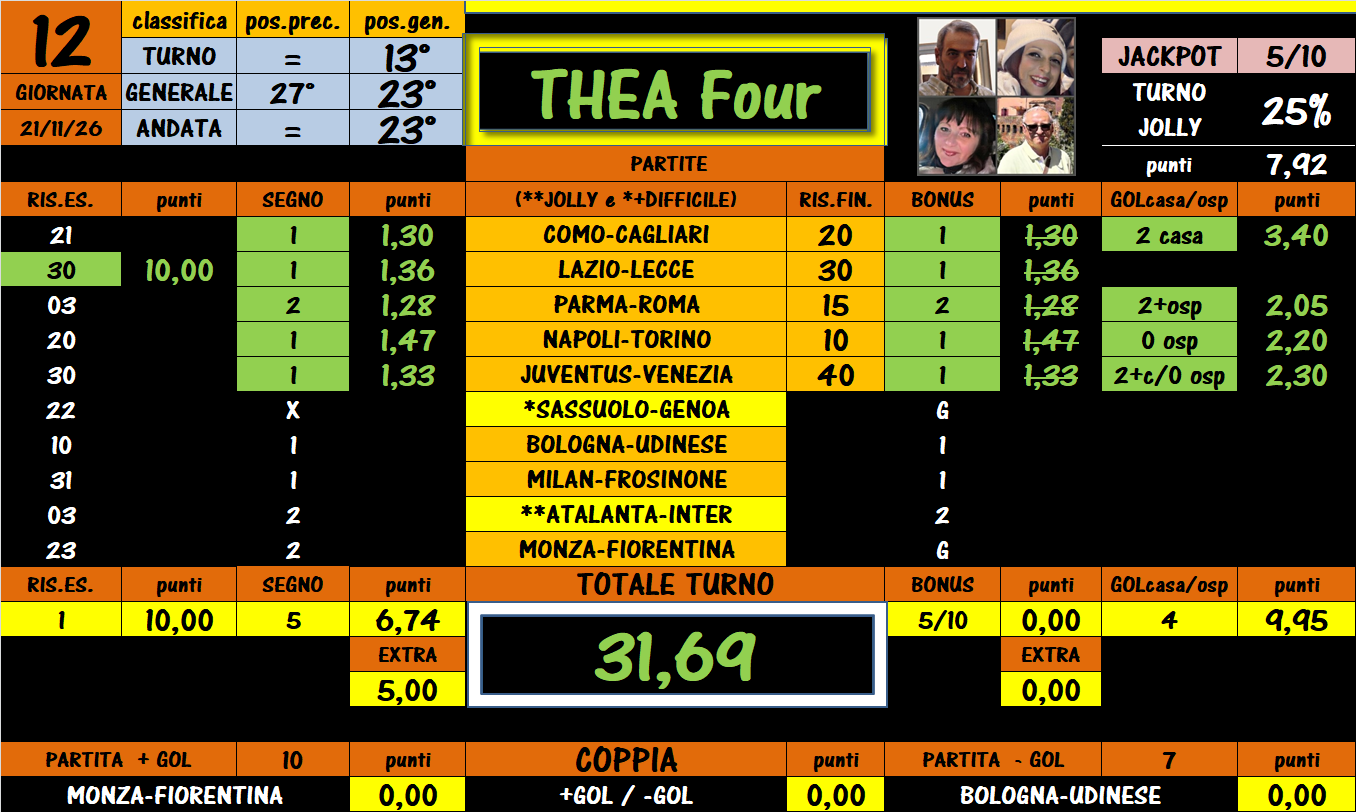 12 classifica pos.prec. pos.gen.
TURNO = 13°
GIORNATA GENERALE 27° 23°
21/11/26 ANDATA = 23°
THEA Four
JACKPOT 5/10
TURNO JOLLY 25%
punti 7,92
PARTITE
RIS.ES. punti SEGNO punti (**JOLLY e *+DIFFICILE) RIS.FIN. BONUS punti GOLcasa/osp punti
21 1 1,30 COMO-CAGLIARI 20 1 1,30 2 casa 3,40
30 10,00 1 1,36 LAZIO-LECCE 30 1 1,36
03 2 1,28 PARMA-ROMA 15 2 1,28 2+osp 2,05
20 1 1,47 NAPOLI-TORINO 10 1 1,47 0 osp 2,20
30 1 1,33 JUVENTUS-VENEZIA 40 1 1,33 2+c/0 osp 2,30
22 X *SASSUOLO-GENOA G
10 1 BOLOGNA-UDINESE 1
31 1 MILAN-FROSINONE 1
03 2 **ATALANTA-INTER 2
23 2 MONZA-FIORENTINA G
RIS.ES. punti SEGNO punti TOTALE TURNO BONUS punti GOLcasa/osp punti
1 10,00 5 6,74 31,69 5/10 0,00 4 9,95
EXTRA EXTRA
5,00 0,00
PARTITA + GOL 10 punti COPPIA punti PARTITA - GOL 7 punti
MONZA-FIORENTINA 0,00 +GOL / -GOL 0,00 BOLOGNA-UDINESE 0,00